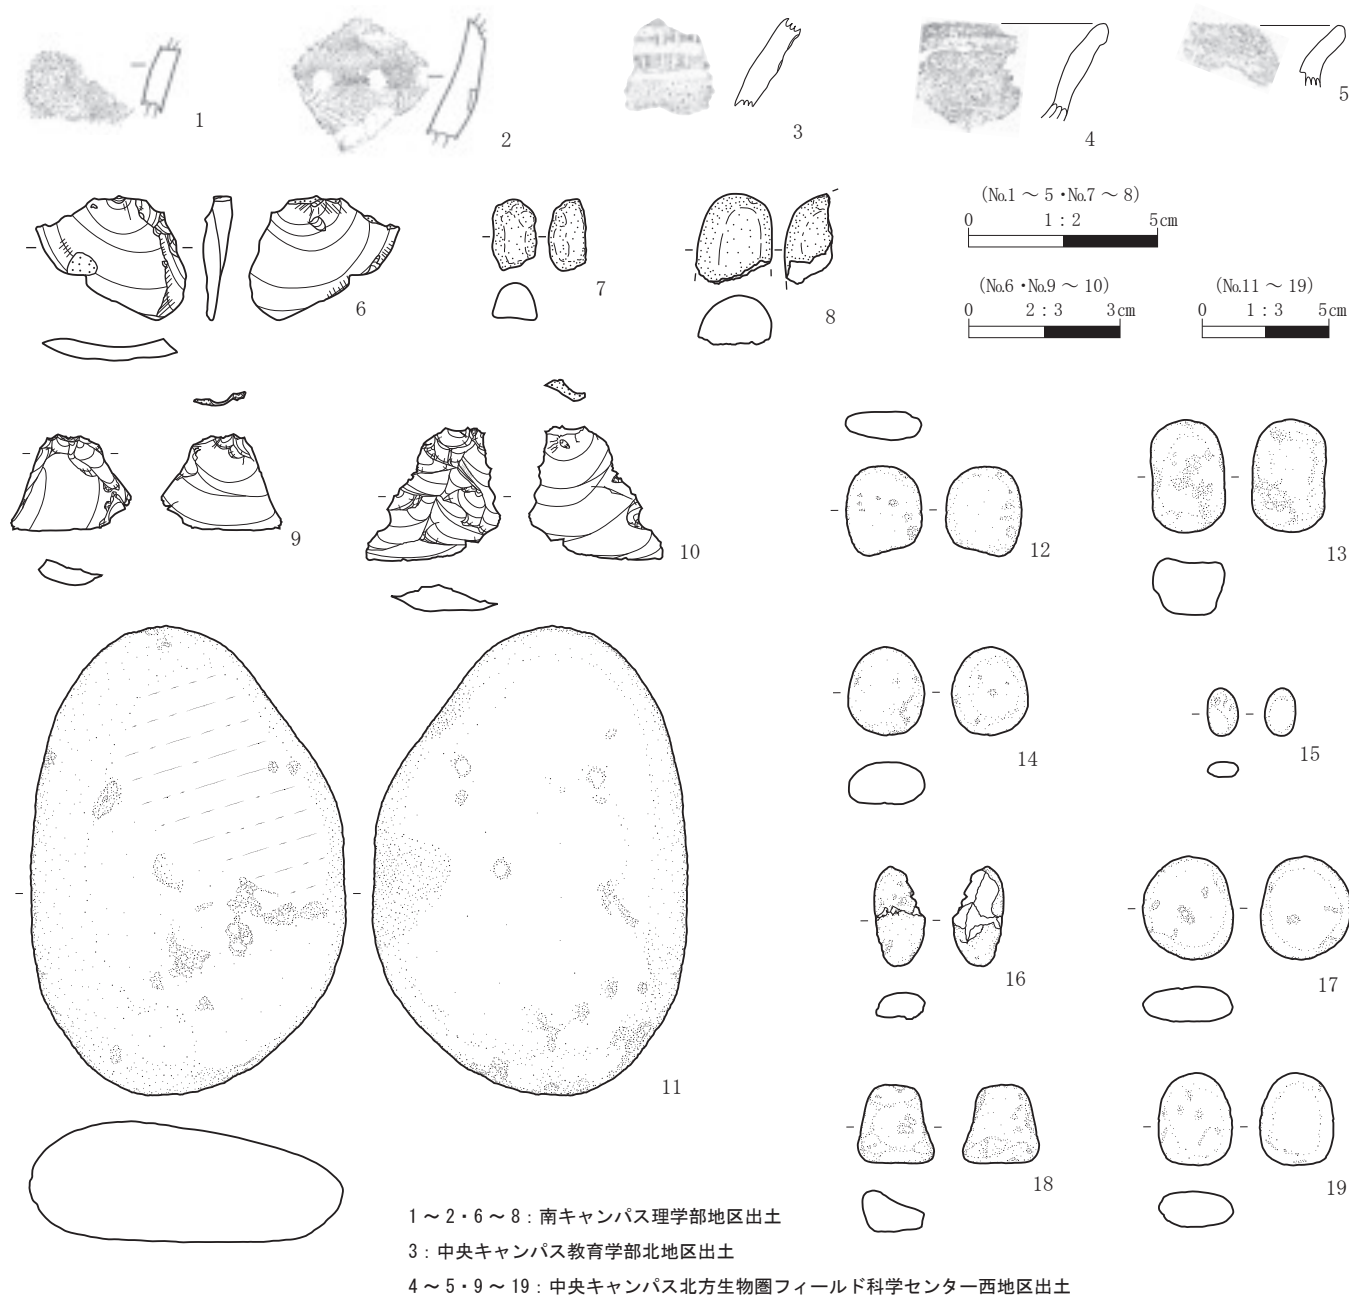 1
2
3
4
5
6
7
8
(No.1 ～ 5 ・No.7 ～ 8)
0 1 : 2 5cm
(No.6 ・No.9 ～ 10)
0 2 : 3 3cm
(No.11 ～ 19)
0 1 : 3 5cm
9
10
11
12
13
14
15
16
17
18
19
1 ～ 2・6 ～ 8：南キャンパス理学部地区出土
3：中央キャンパス教育学部北地区出土
4 ～ 5・9 ～ 19：中央キャンパス北方生物圏フィールド科学センター西地区出土